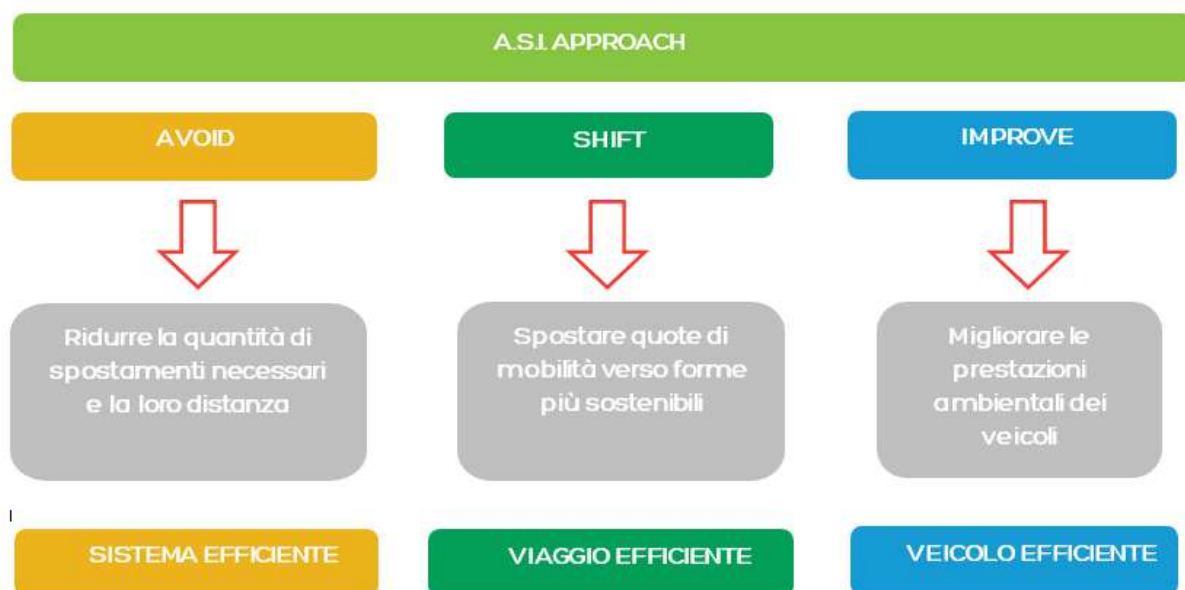 A.S.I. APPROACH
AVOID
SHIFT
IMPROVE
Ridurre la quantità di
spostamenti necessari
e la loro distanza
Spostare quote di
mobilità verso forme
più sostenibili
Migliorare le
prestazioni
ambientali dei
veicoli
SISTEMA EFFICIENTE
VIAGGIO EFFICIENTE
VEICOLO EFFICIENTE